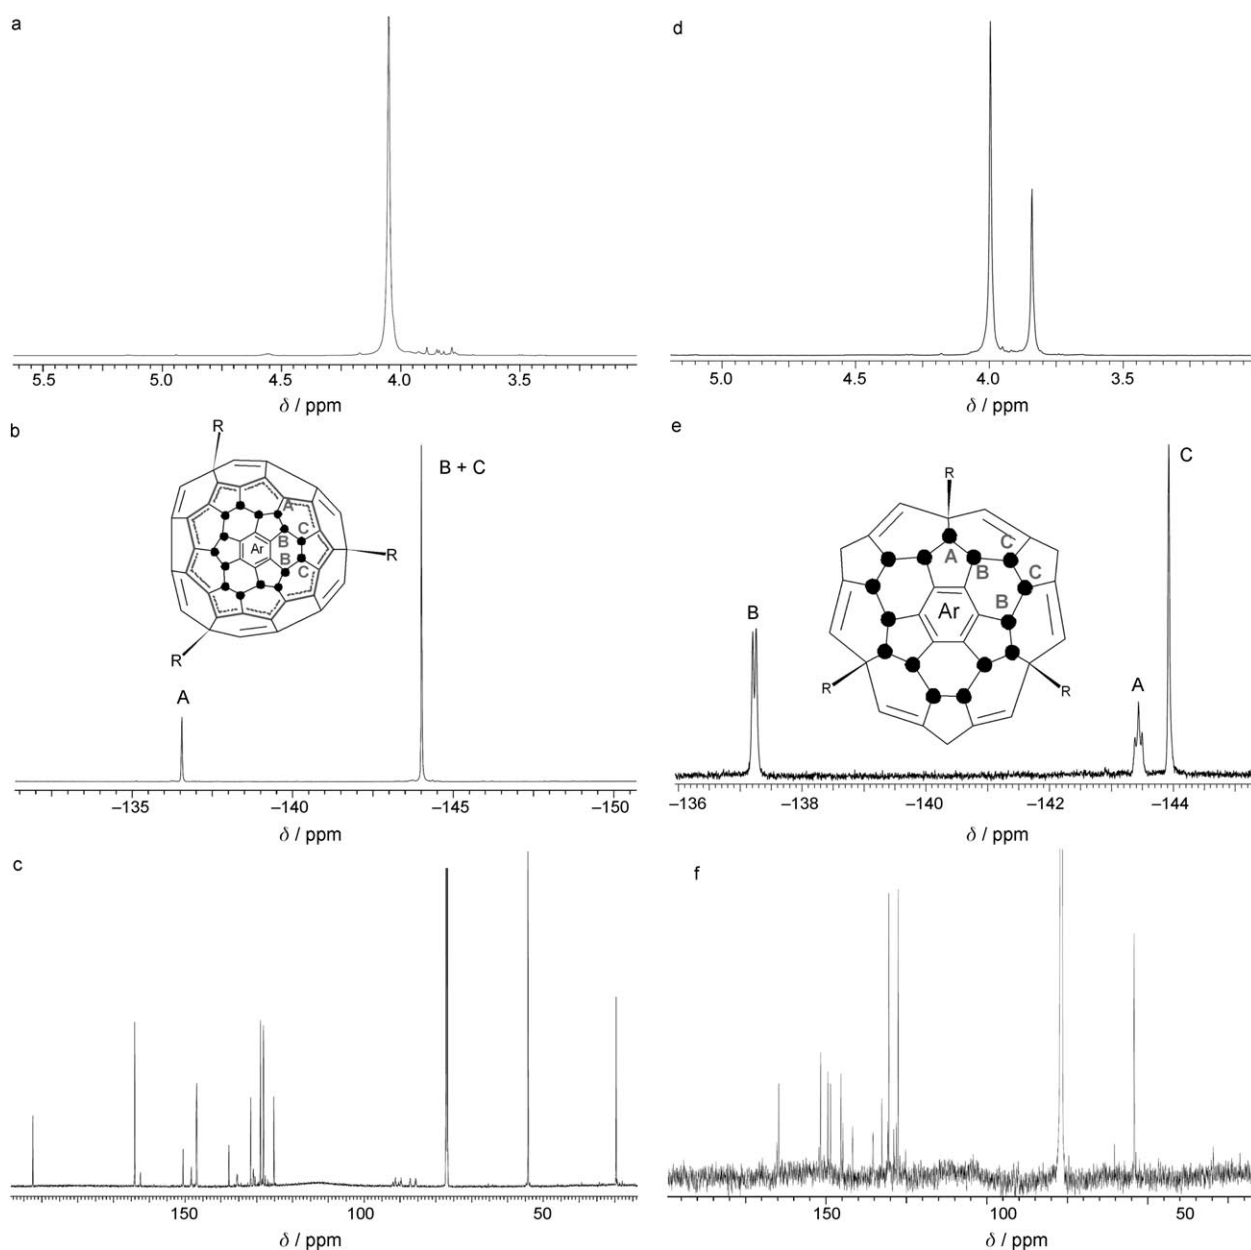 a
5.5 5.0 4.5 4.0 3.5
δ / ppm
d
5.0 4.5 4.0 3.5
δ / ppm
b
R
R
R
A
B
B
C
C
Ar
A
B + C
−135 −140 −145 −150
δ / ppm
e
R
R
R
A
B
C
C
B
Ar
B
A
C
−136 −138 −140 −142 −144
δ / ppm
c
150 100 50
δ / ppm
f
150 100 50
δ / ppm